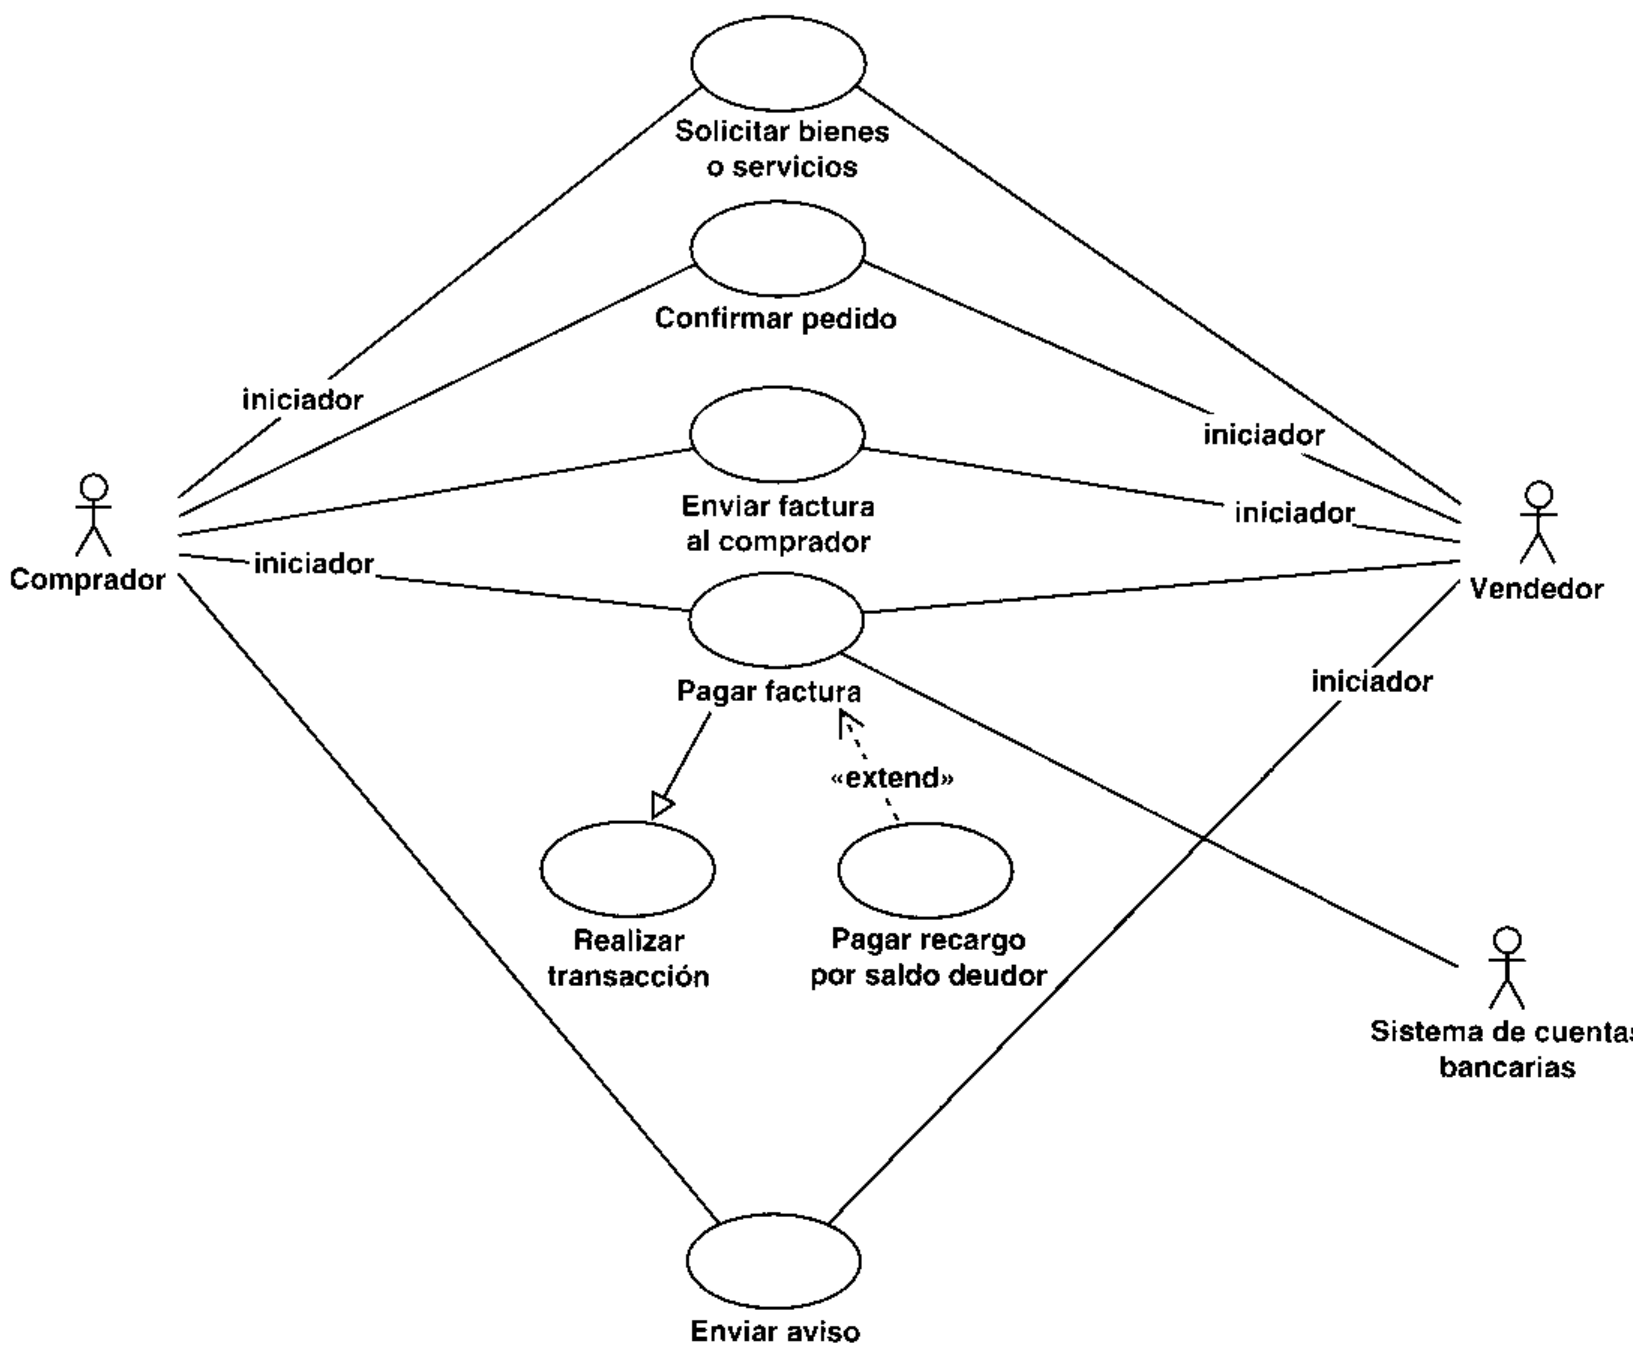 Solicitar bienes
o servicios
Confirmar pedido
iniciador
iniciador
Enviar factura
al comprador
iniciador
iniciador
Comprador
Vendedor
Pagar factura
iniciador
«extend»
Realizar
transacción
Pagar recargo
por saldo deudor
Sistema de cuentas
bancarias
Enviar aviso